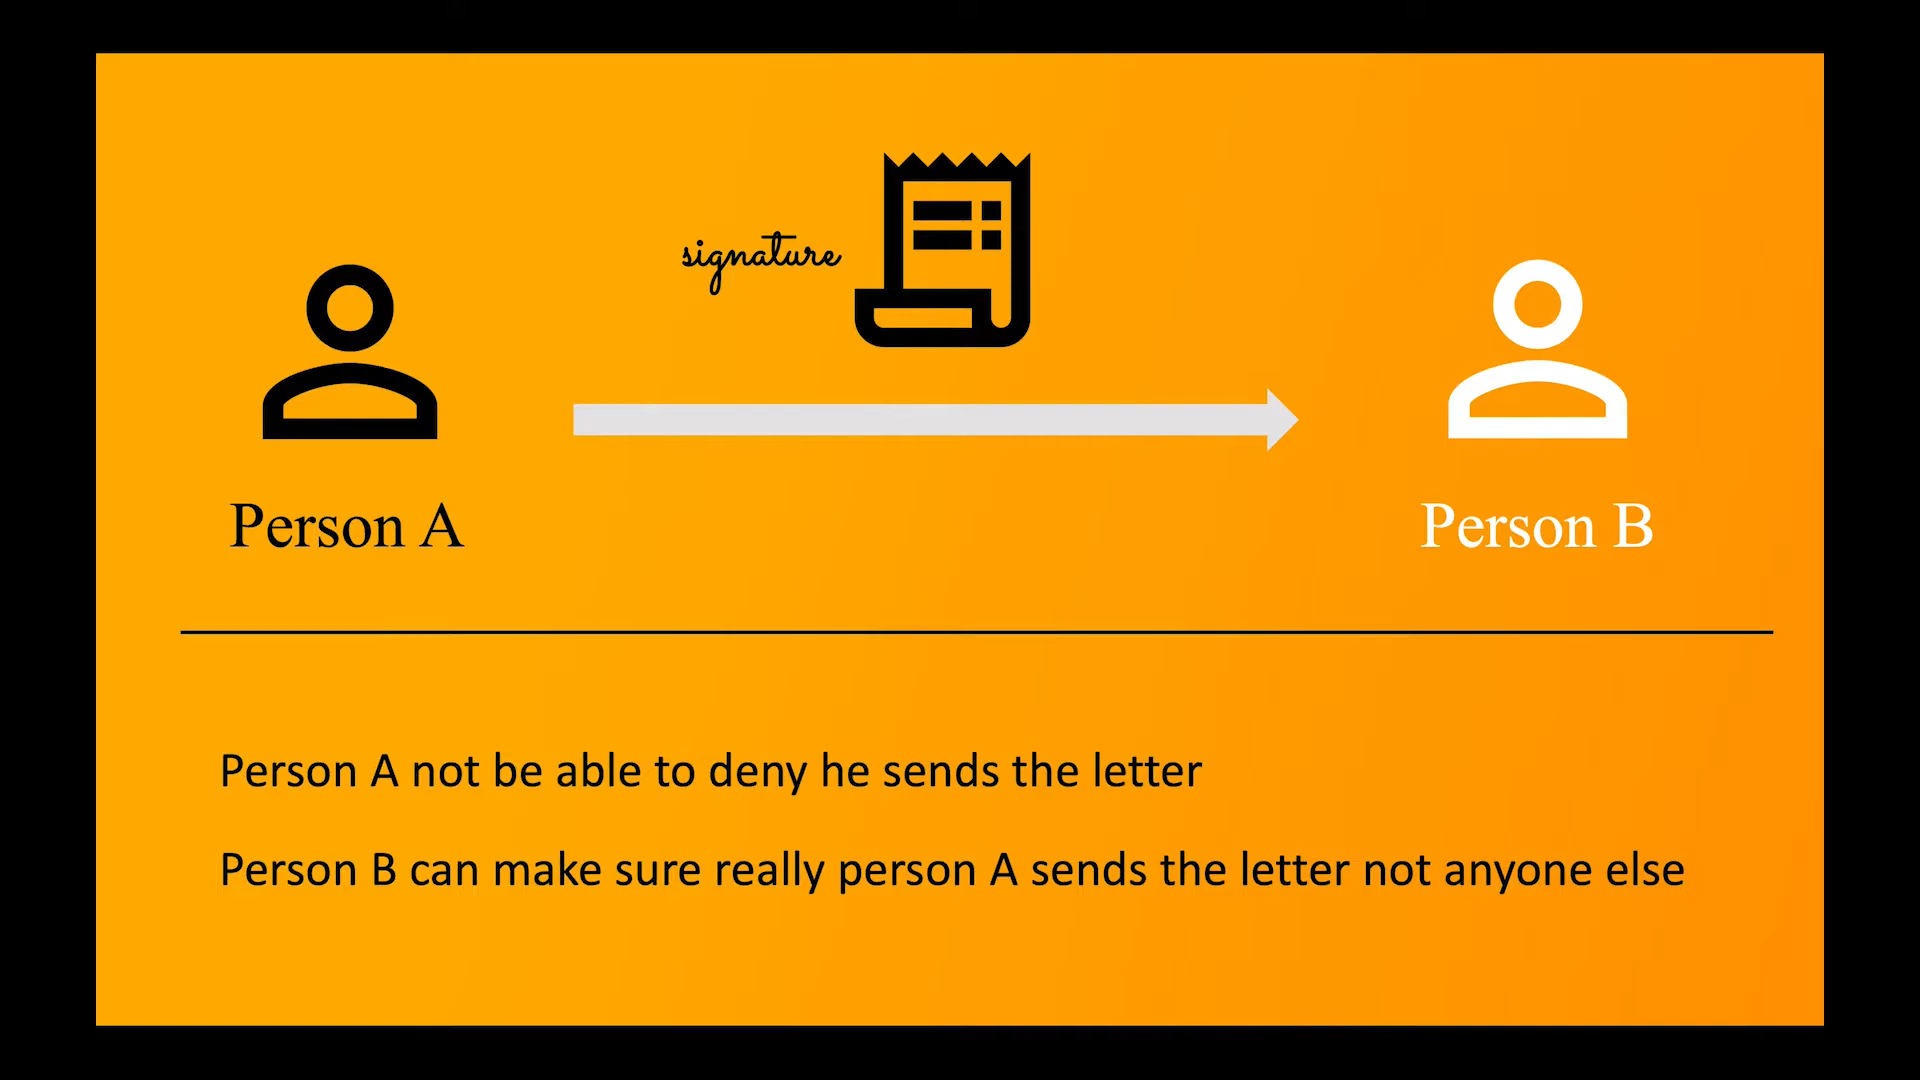 signature
Person A
Person B
Person A not be able to deny he sends the letter
Person B can make sure really person A sends the letter not anyone else